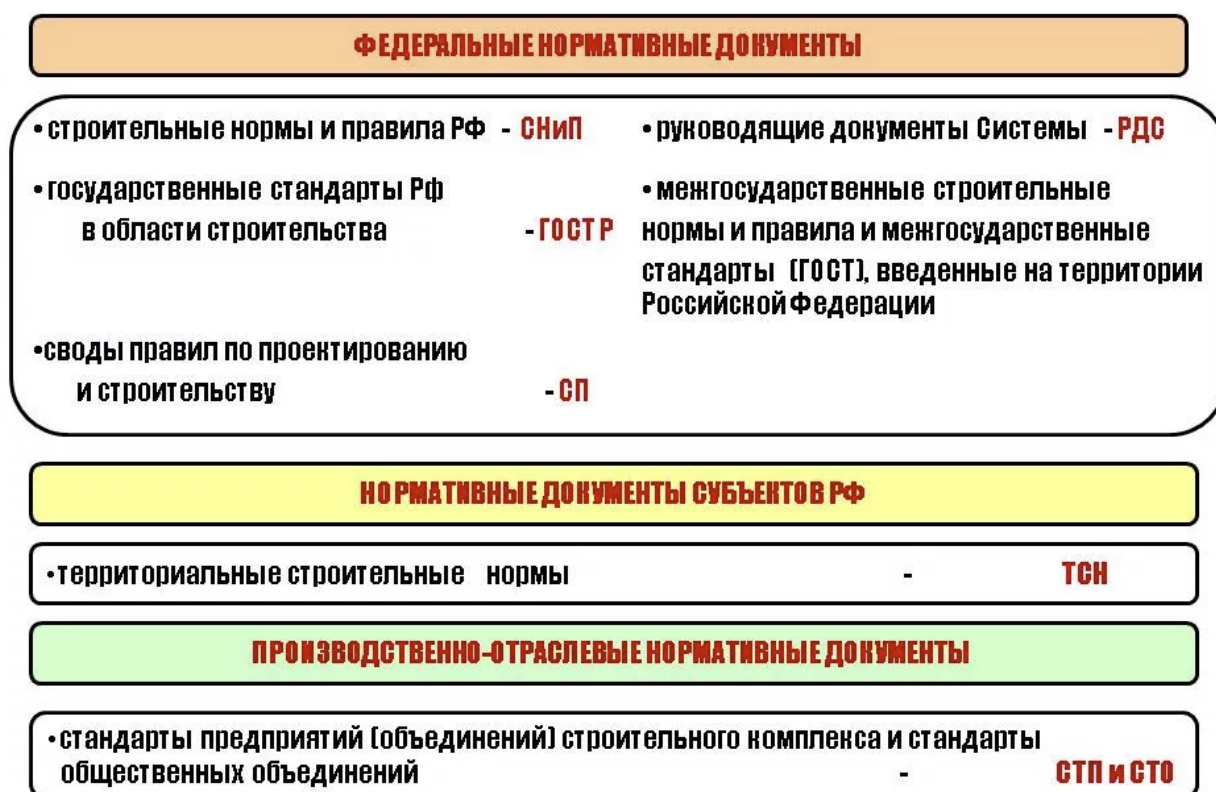 ФЕДЕРАЛЬНЫЕ НОРМАТИВНЫЕ ДОКУМЕНТЫ
• строительные нормы и правила РФ - СНиП
• государственные стандарты РФ
в области строительства - ГОСТ Р
• своды правил по проектированию
и строительству - СП
• руководящие документы Системы - РДС
• межгосударственные строительные
нормы и правила и межгосударственные
стандарты (ГОСТ), введенные на территории
Российской Федерации
НОРМАТИВНЫЕ ДОКУМЕНТЫ СУБЪЕКТОВ РФ
• территориальные строительные нормы - ТСН
ПРОИЗВОДСТВЕННО-ОТРАСЛЕВЫЕ НОРМАТИВНЫЕ ДОКУМЕНТЫ
• стандарты предприятий (объединений) строительного комплекса и стандарты
общественных объединений - СТП и СТО